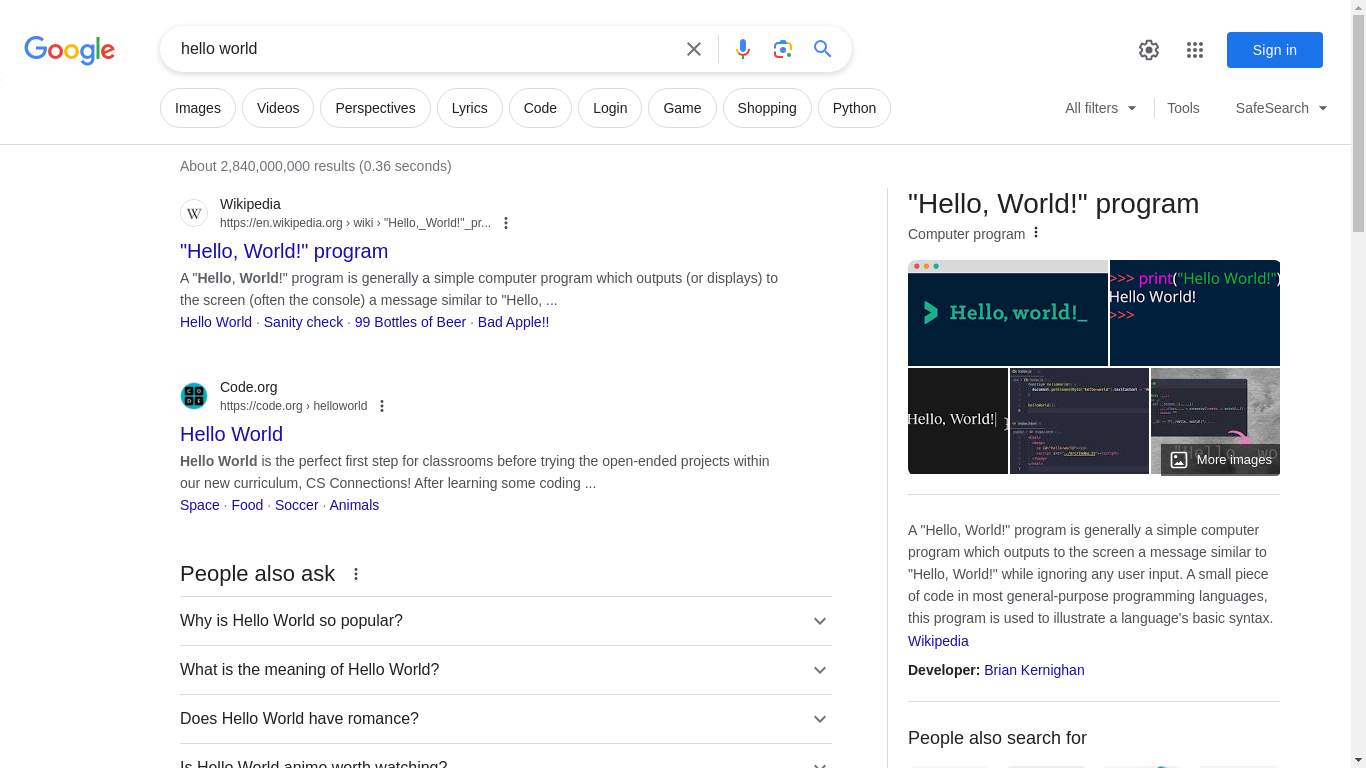 Google
hello world
Sign in
Images
Videos
Perspectives
Lyrics
Code
Login
Game
Shopping
Python
All filters
Tools
SafeSearch
About 2,840,000,000 results (0.36 seconds)
Wikipedia
https://en.wikipedia.org › wiki › "Hello,_World!"_pr...
"Hello, World!" program
A "Hello, World!" program is generally a simple computer program which outputs (or displays) to
the screen (often the console) a message similar to "Hello, ...
Hello World · Sanity check · 99 Bottles of Beer · Bad Apple!!
Code.org
https://code.org › helloworld
Hello World
Hello World is the perfect first step for classrooms before trying the open-ended projects within
our new curriculum, CS Connections! After learning some coding ...
Space · Food · Soccer · Animals
People also ask
Why is Hello World so popular?
What is the meaning of Hello World?
Does Hello World have romance?
Is Hello World anime worth watching?
"Hello, World!" program
Computer program
Hello, world!_
>>> print("Hello World!")
Hello World!
>>>
Hello, World!
More images
A "Hello, World!" program is generally a simple computer
program which outputs to the screen a message similar to
"Hello, World!" while ignoring any user input. A small piece
of code in most general-purpose programming languages,
this program is used to illustrate a language's basic syntax.
Wikipedia
Developer: Brian Kernighan
People also search for